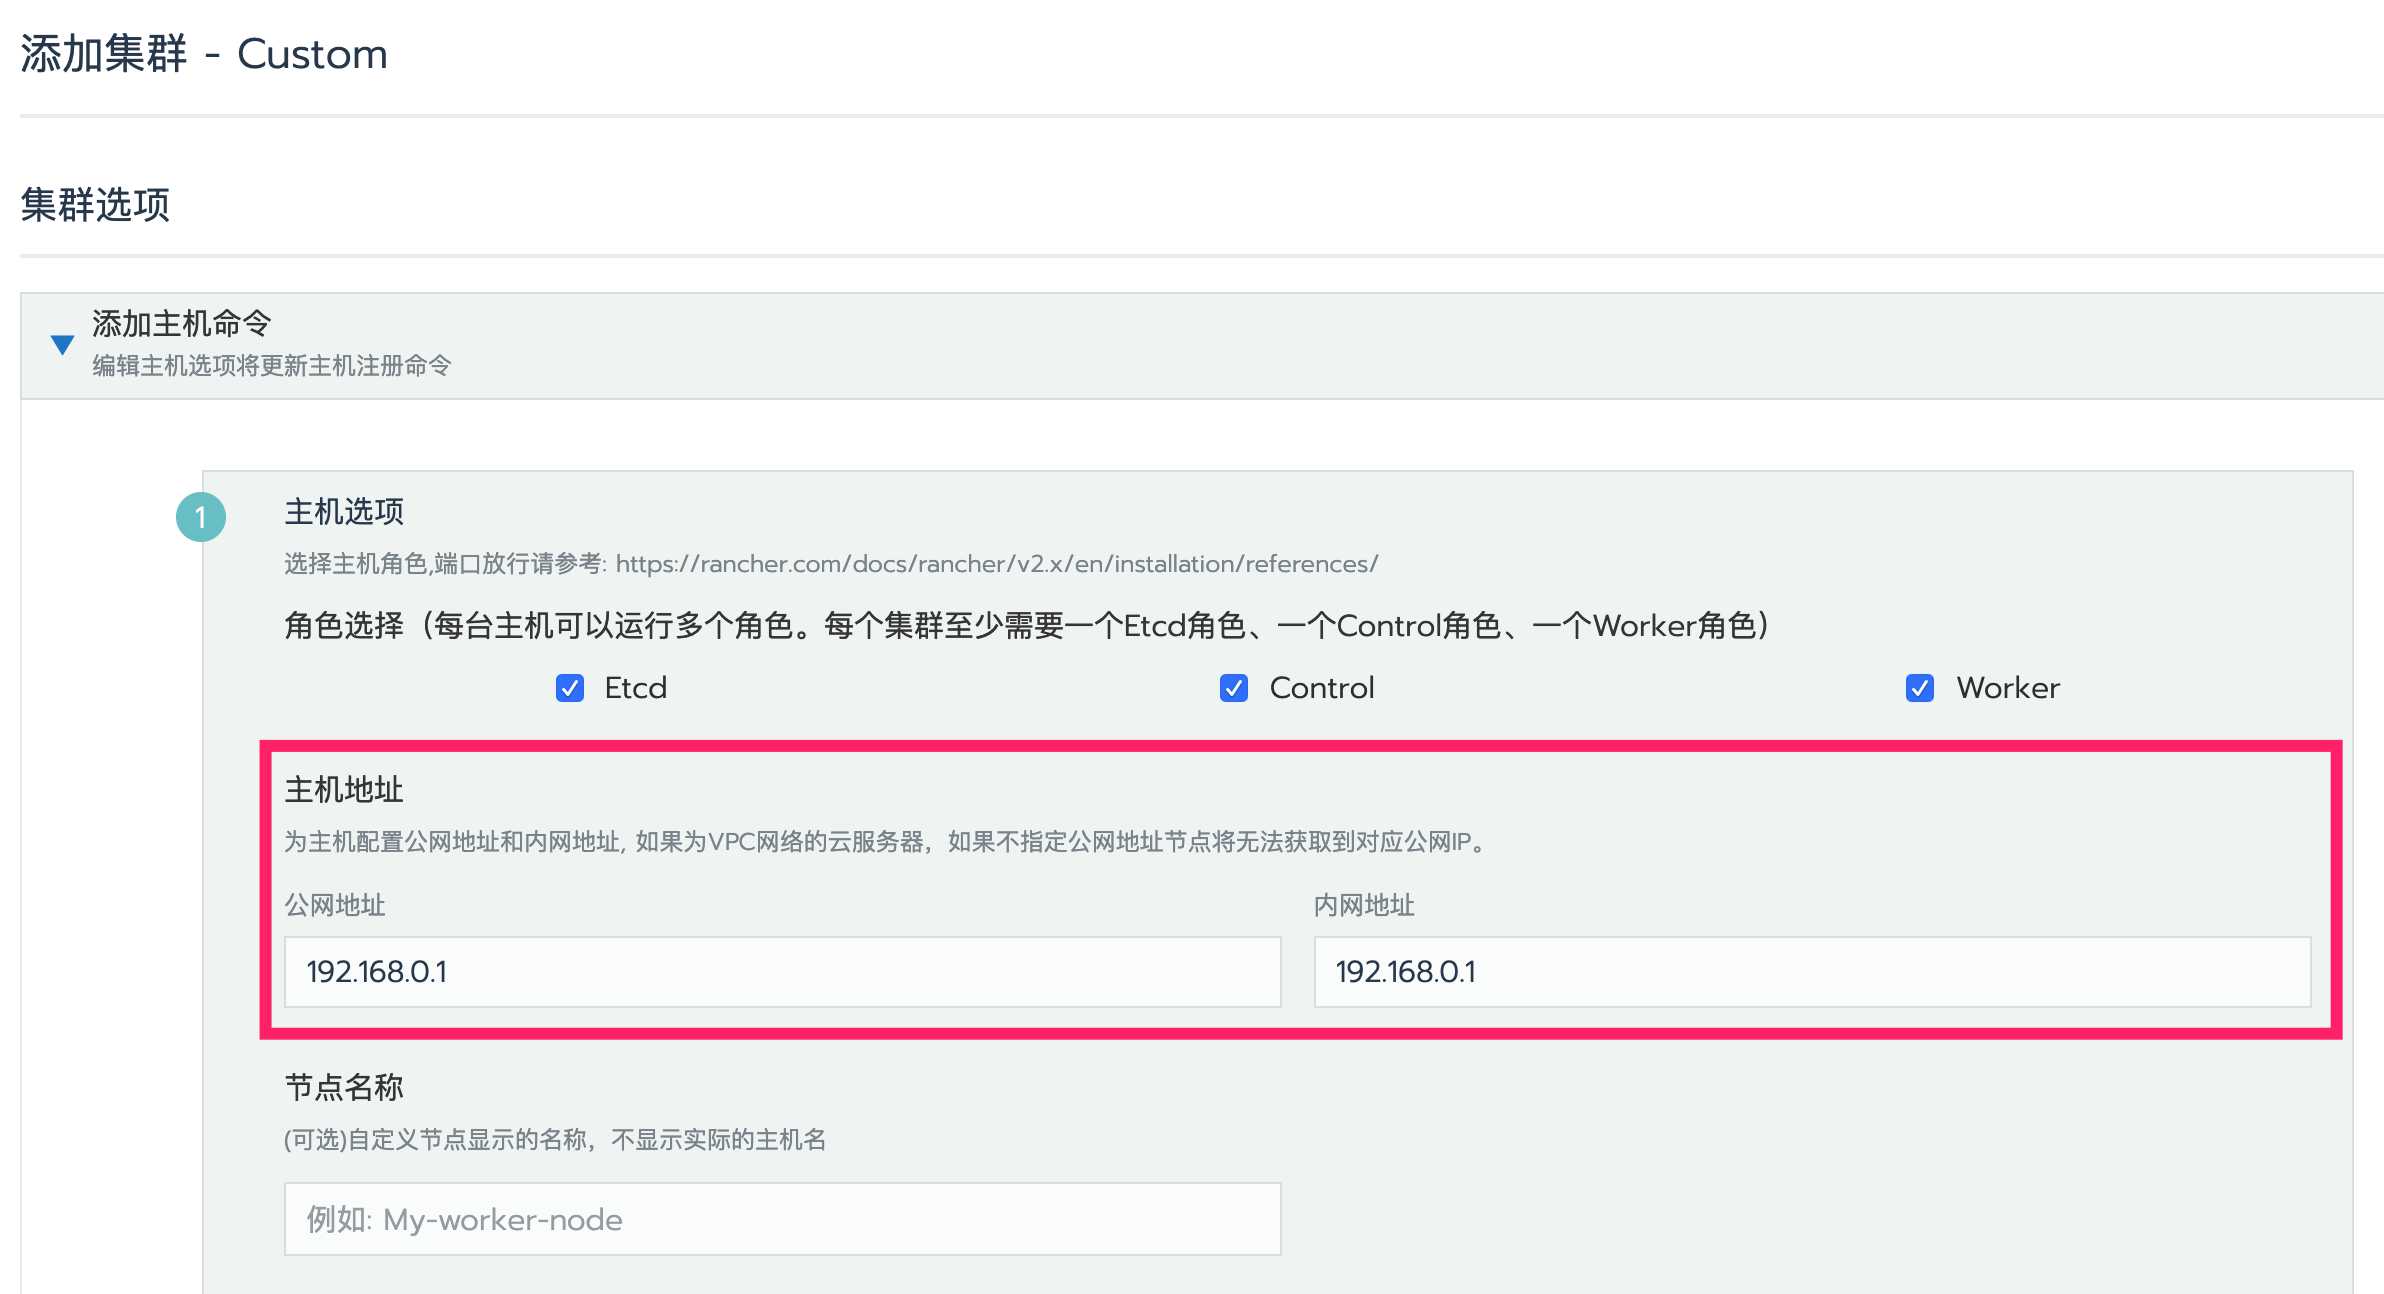 添加集群 - Custom
集群选项
添加主机命令
编辑主机选项将更新主机注册命令
1
主机选项
选择主机角色,端口放行请参考: https://rancher.com/docs/rancher/v2.x/en/installation/references/
角色选择（每台主机可以运行多个角色。每个集群至少需要一个Etcd角色、一个Control角色、一个Worker角色）
Etcd
Control
Worker
主机地址
为主机配置公网地址和内网地址, 如果为VPC网络的云服务器，如果不指定公网地址节点将无法获取到对应公网IP。
公网地址
内网地址
192.168.0.1
192.168.0.1
节点名称
(可选)自定义节点显示的名称，不显示实际的主机名
例如: My-worker-node